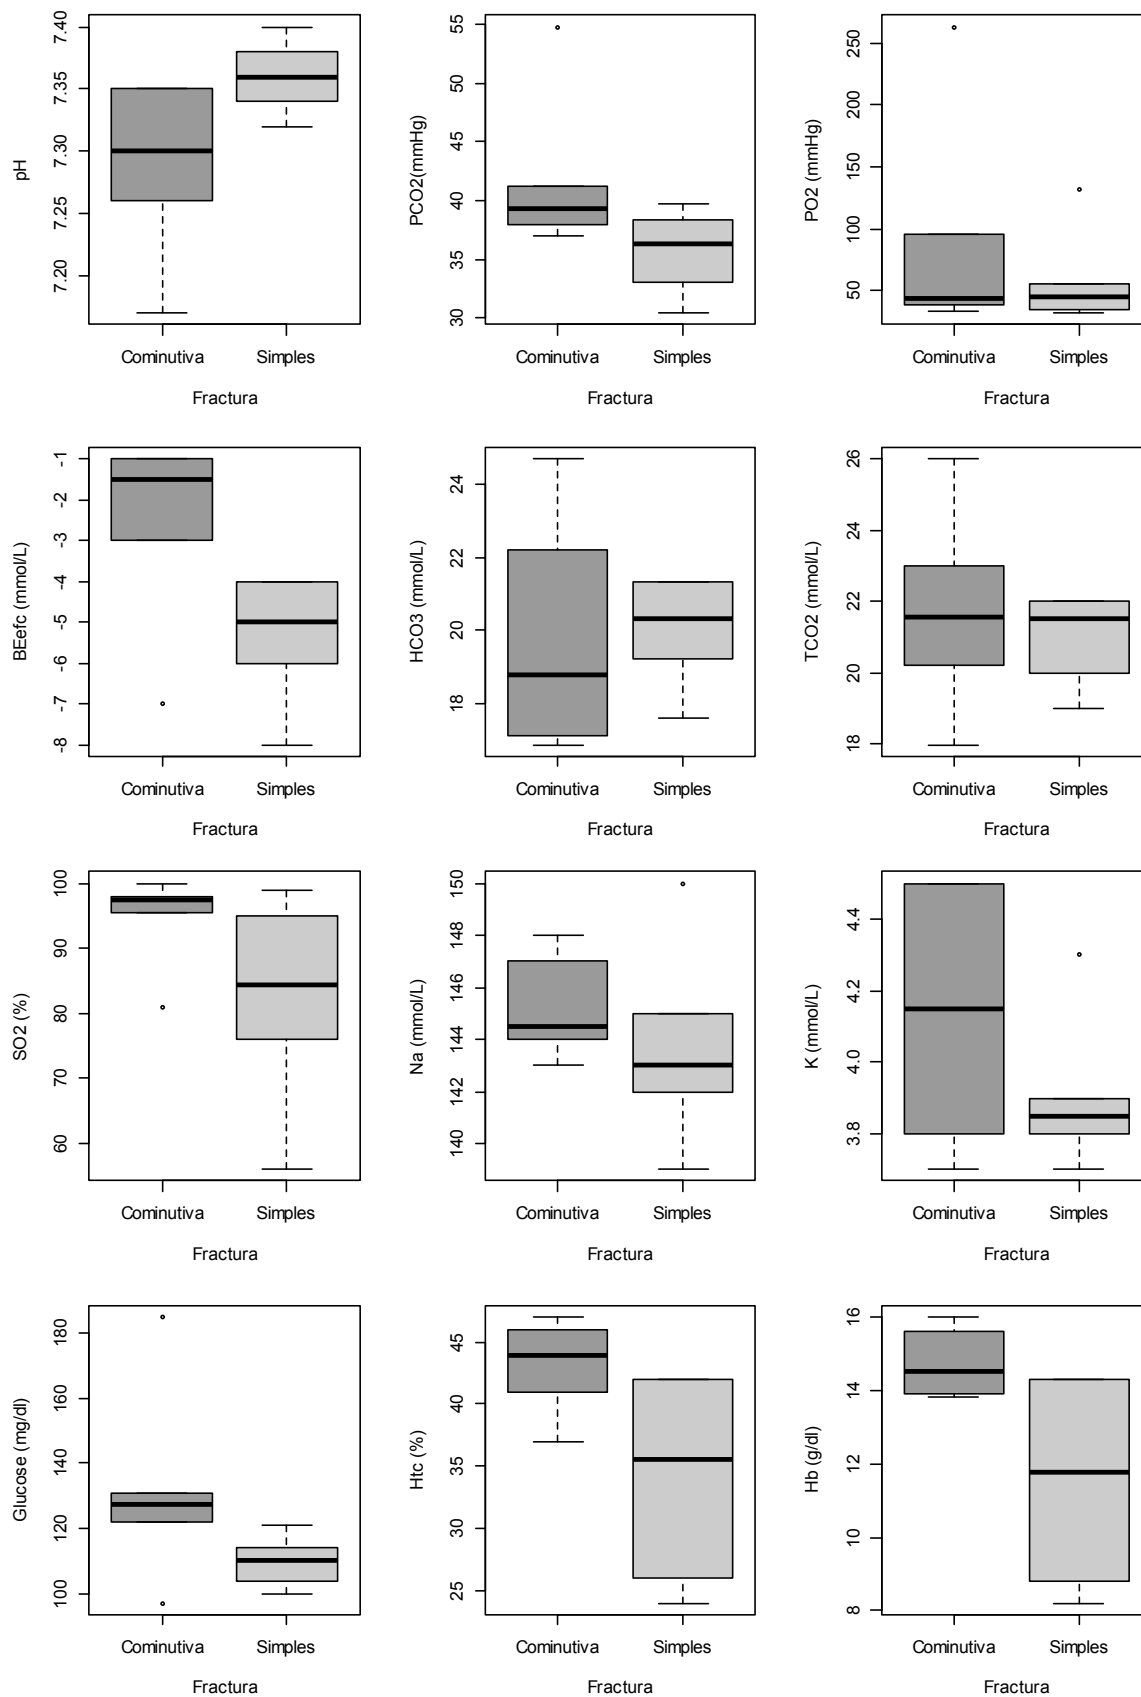 pH
7.40
7.35
7.30
7.25
7.20
Cominutiva Simples
Fractura
PCO2(mmHg)
55
50
45
40
35
30
Cominutiva Simples
Fractura
PO2 (mmHg)
250
200
150
100
50
Cominutiva Simples
Fractura
BEefc (mmol/L)
-1
-2
-3
-4
-5
-6
-7
-8
Cominutiva Simples
Fractura
HCO3 (mmol/L)
24
22
20
18
Cominutiva Simples
Fractura
TCO2 (mmol/L)
26
24
22
20
18
Cominutiva Simples
Fractura
SO2 (%)
100
90
80
70
60
Cominutiva Simples
Fractura
Na (mmol/L)
150
148
146
144
142
140
Cominutiva Simples
Fractura
K (mmol/L)
4.4
4.2
4.0
3.8
Cominutiva Simples
Fractura
Glucose (mg/dl)
180
160
140
120
100
Cominutiva Simples
Fractura
Htc (%)
45
40
35
30
25
Cominutiva Simples
Fractura
Hb (g/dl)
16
14
12
10
8
Cominutiva Simples
Fractura